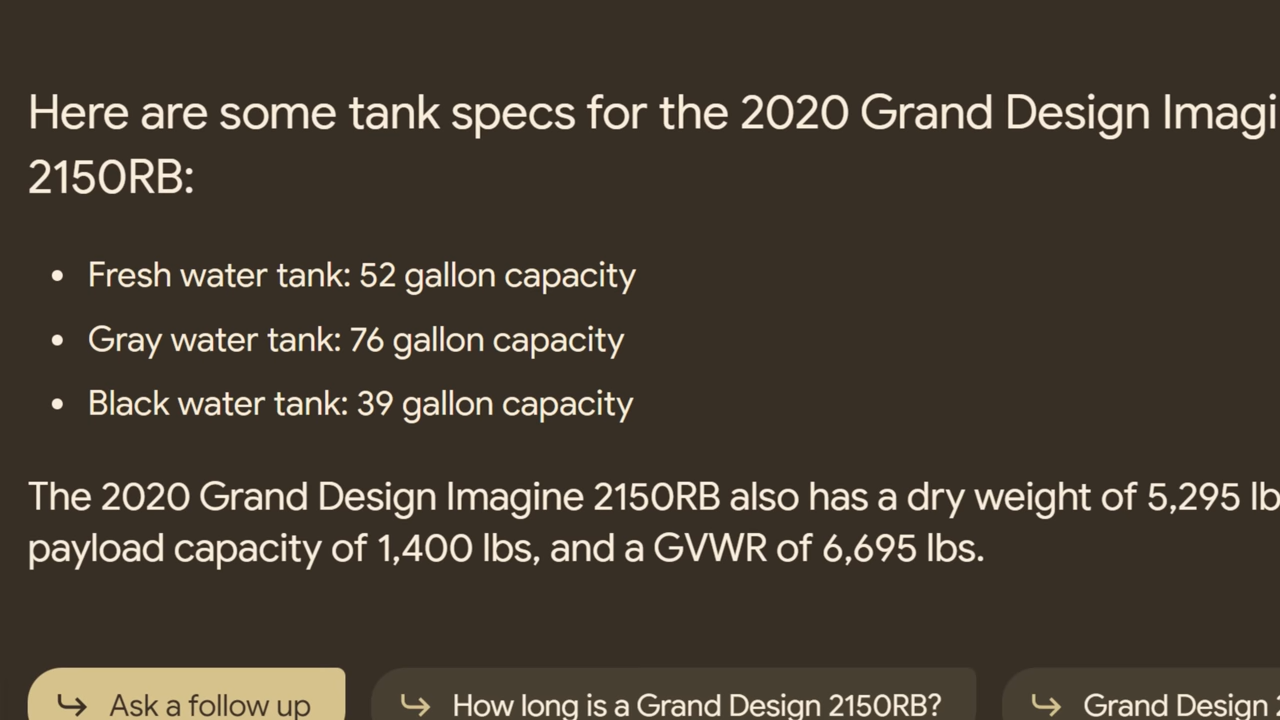 Here are some tank specs for the 2020 Grand Design Imagi
2150RB:
• Fresh water tank: 52 gallon capacity
• Gray water tank: 76 gallon capacity
• Black water tank: 39 gallon capacity
The 2020 Grand Design Imagine 2150RB also has a dry weight of 5,295 lb
payload capacity of 1,400 lbs, and a GVWR of 6,695 lbs.
Ask a follow up
How long is a Grand Design 2150RB?
Grand Design 2